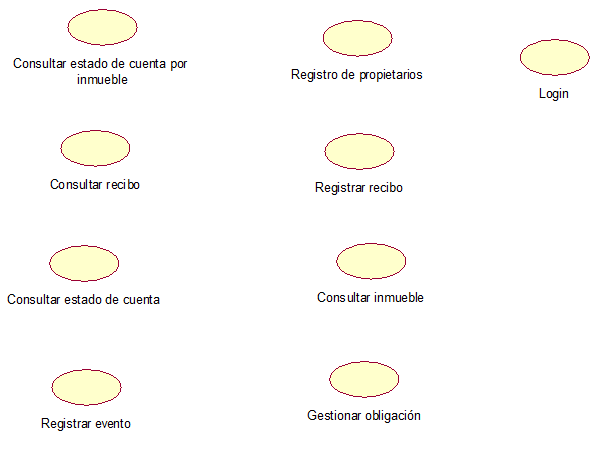 Consultar estado de cuenta por
inmueble
Registro de propietarios
Login
Consultar recibo
Registrar recibo
Consultar estado de cuenta
Consultar inmueble
Registrar evento
Gestionar obligación